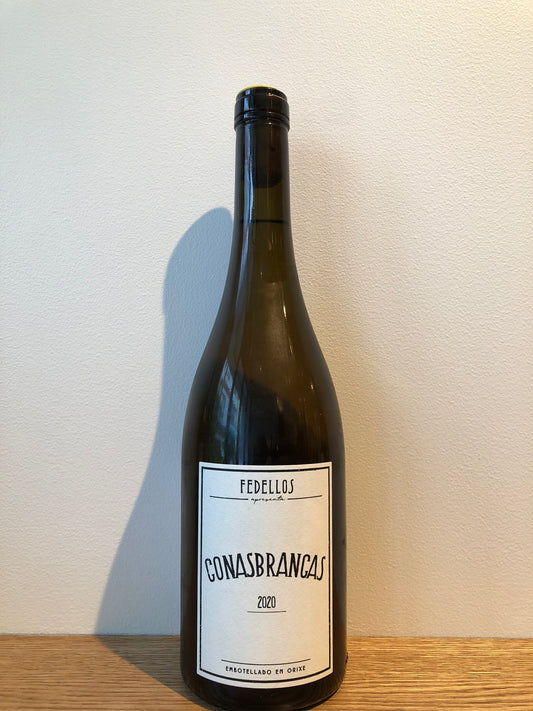 FEDELLOS
apresenta
CONASBRANCAS
2020
EMBOTELLADO EN ORIXE